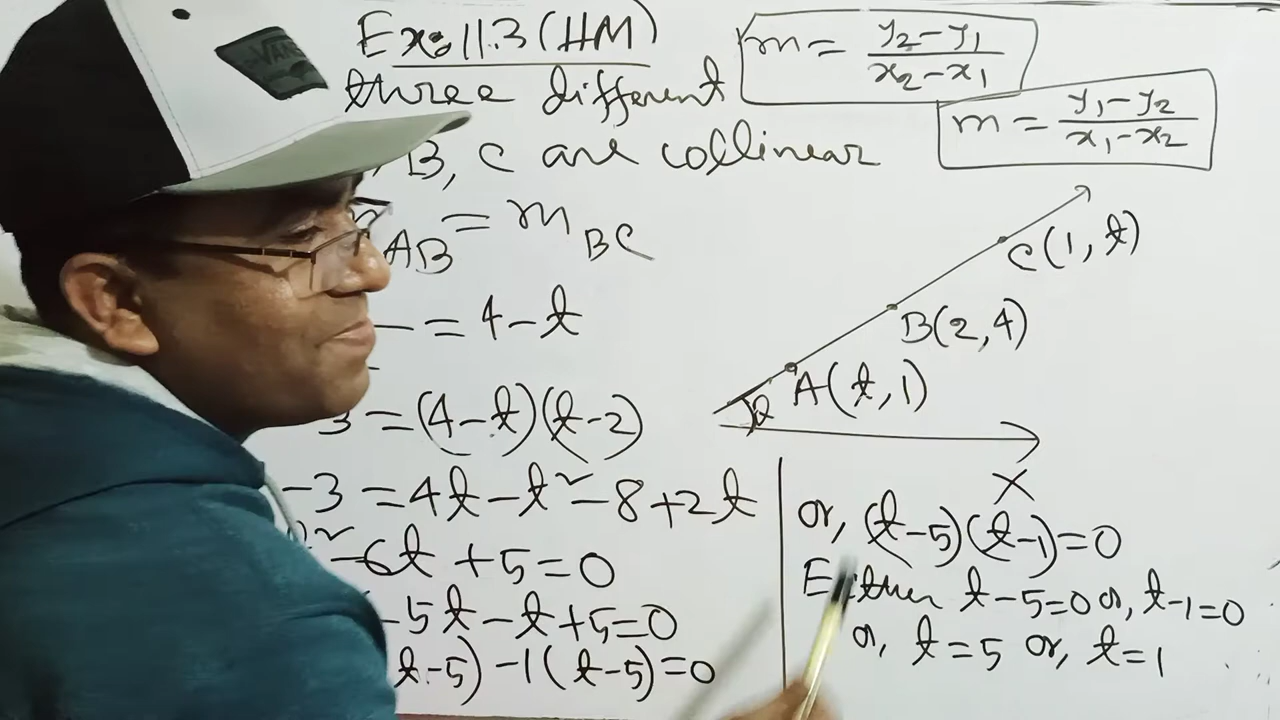 Ex:11.3 (HM)
three different
, B, C are collinear
m = (y₂ - y₁)/(x₂ - x₁)
m = (y₁ - y₂)/(x₁ - x₂)
AB = mBC
= 4 - t
3 = (4 - t)(t - 2)
-3 = 4t - t² - 8 + 2t
² - 6t + 5 = 0
- 5t - t + 5 = 0
t - 5) - 1(t - 5) = 0
C(1, t)
B(2, 4)
A(t, 1)
X
or, (t - 5)(t - 1) = 0
Either t - 5 = 0 or, t - 1 = 0
or, t = 5 or, t = 1
VANS